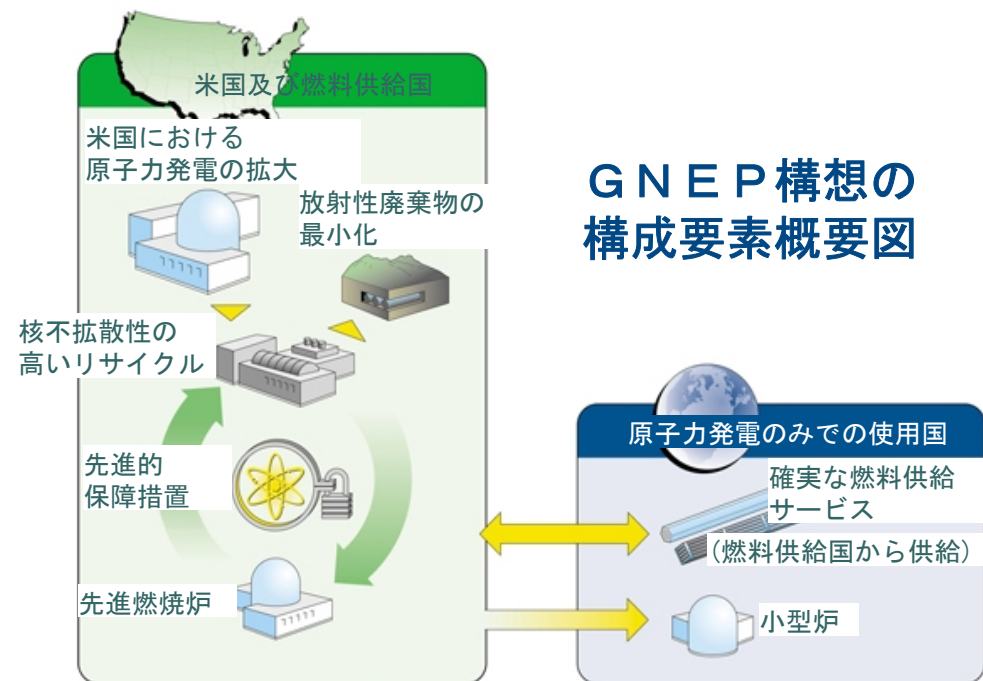 米国及び燃料供給国
米国における
原子力発電の拡大
放射性廃棄物の
最小化
核不拡散性の
高いリサイクル
先進的
保障措置
先進燃焼炉
ＧＮＥＰ構想の
構成要素概要図
原子力発電のみでの使用国
確実な燃料供給
サービス
（燃料供給国から供給）
小型炉